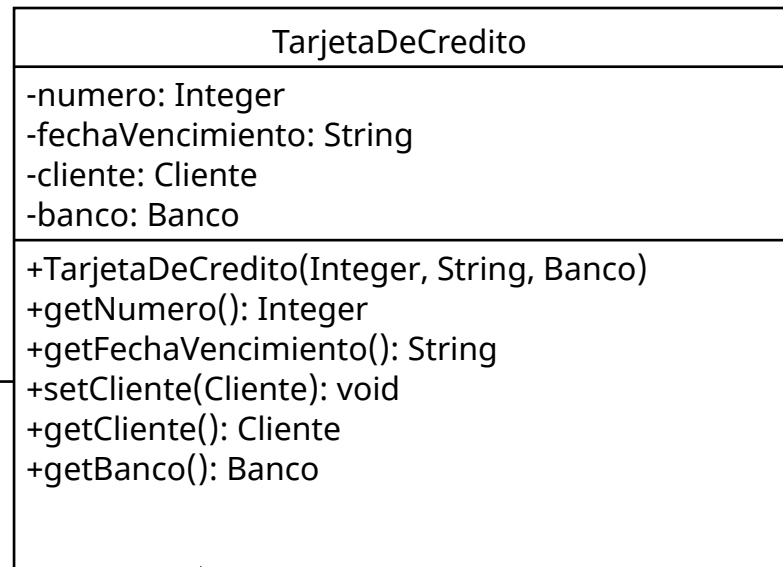 TarjetaDeCredito
-numero: Integer
-fechaVencimiento: String
-cliente: Cliente
-banco: Banco
+TarjetaDeCredito(Integer, String, Banco)
+getNumero(): Integer
+getFechaVencimiento(): String
+setCliente(Cliente): void
+getCliente(): Cliente
+getBanco(): Banco